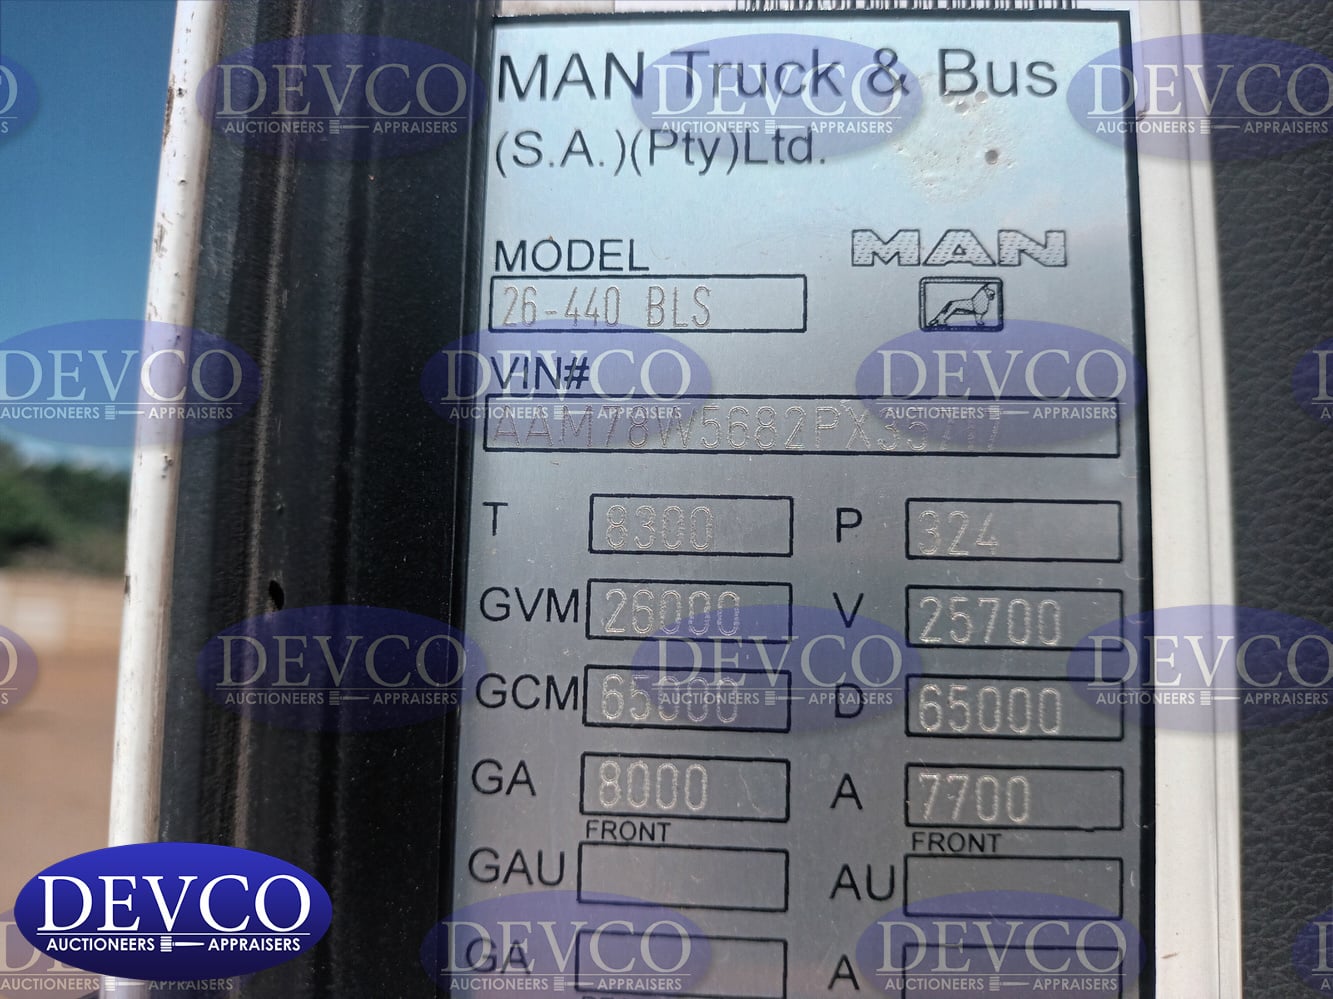 MAN Truck & Bus
(S.A.)(Pty)Ltd.
MODEL
MAN
26-440 BLS
VIN#
T 8300 P 324
GVM 26000 V 25700
GCM 65000 D 65000
GA 8000 A 7700
FRONT FRONT
GAU AU
GA A
DEVCO
AUCTIONEERS APPRAISERS